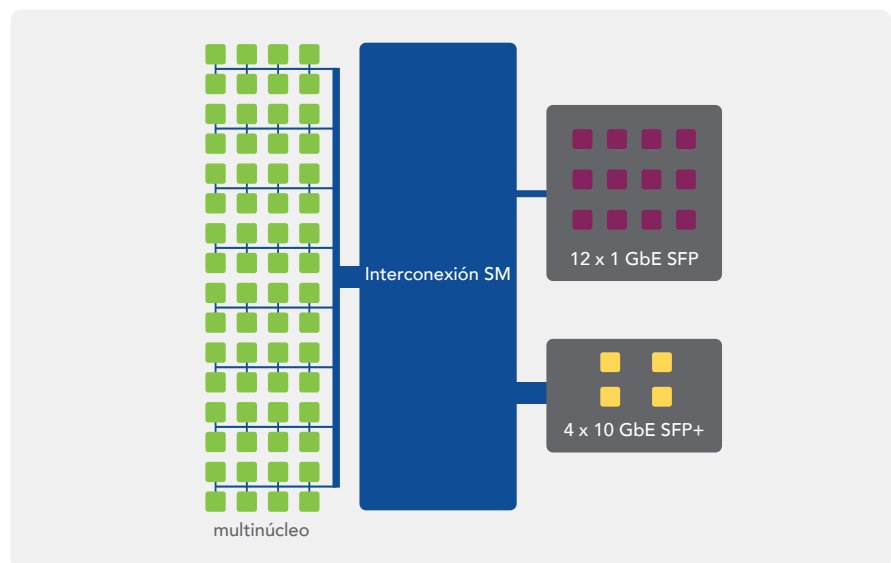 Interconexión SM
12 x 1 GbE SFP
4 x 10 GbE SFP+
multinúcleo